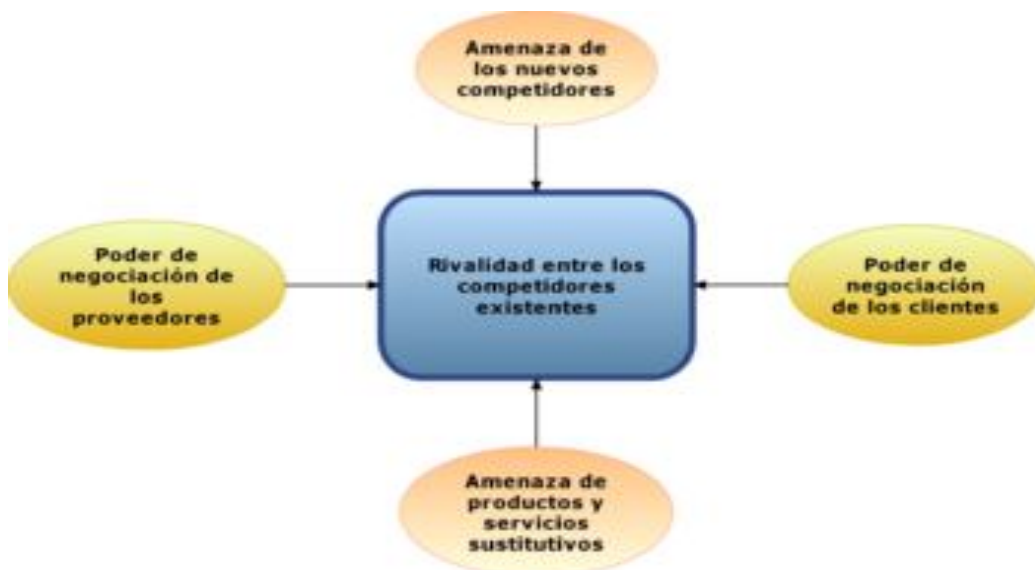 Amenaza de
los nuevos
competidores
Poder de
negociación de
los
proveedores
Rivalidad entre los
competidores
existentes
Poder de
negociación
de los clientes
Amenaza de
productos y
servicios
sustitutivos